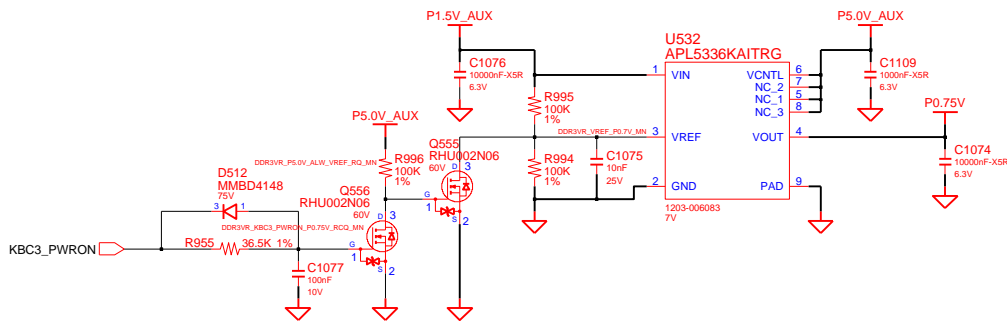 P1.5V_AUX
P5.0V_AUX
U532
APL5336KAITRG
C1076
10000nF-X5R
6.3V
1
VIN
VCNTL
6
NC_2
7
NC_1
5
NC_3
8
C1109
1000nF-X5R
6.3V
R995
100K
1%
P0.75V
P5.0V_AUX
DDR3VR_VREF_P0.7V_MN
3
VREF
VOUT
4
Q555
RHU002N06
60V
DDR3VR_P5.0V_ALW_VREF_RQ_MN
R996
100K
1%
D
3
G
1
S
2
R994
100K
1%
C1075
10nF
25V
C1074
10000nF-X5R
6.3V
2
GND
PAD
9
1203-006083
7V
D512
MMBD4148
75V
3
1
Q556
RHU002N06
60V
DDR3VR_KBC3_PWRON_P0.75V_RCQ_MN
D
3
G
1
S
2
KBC3_PWRON
R955
36.5K
1%
C1077
100nF
10V